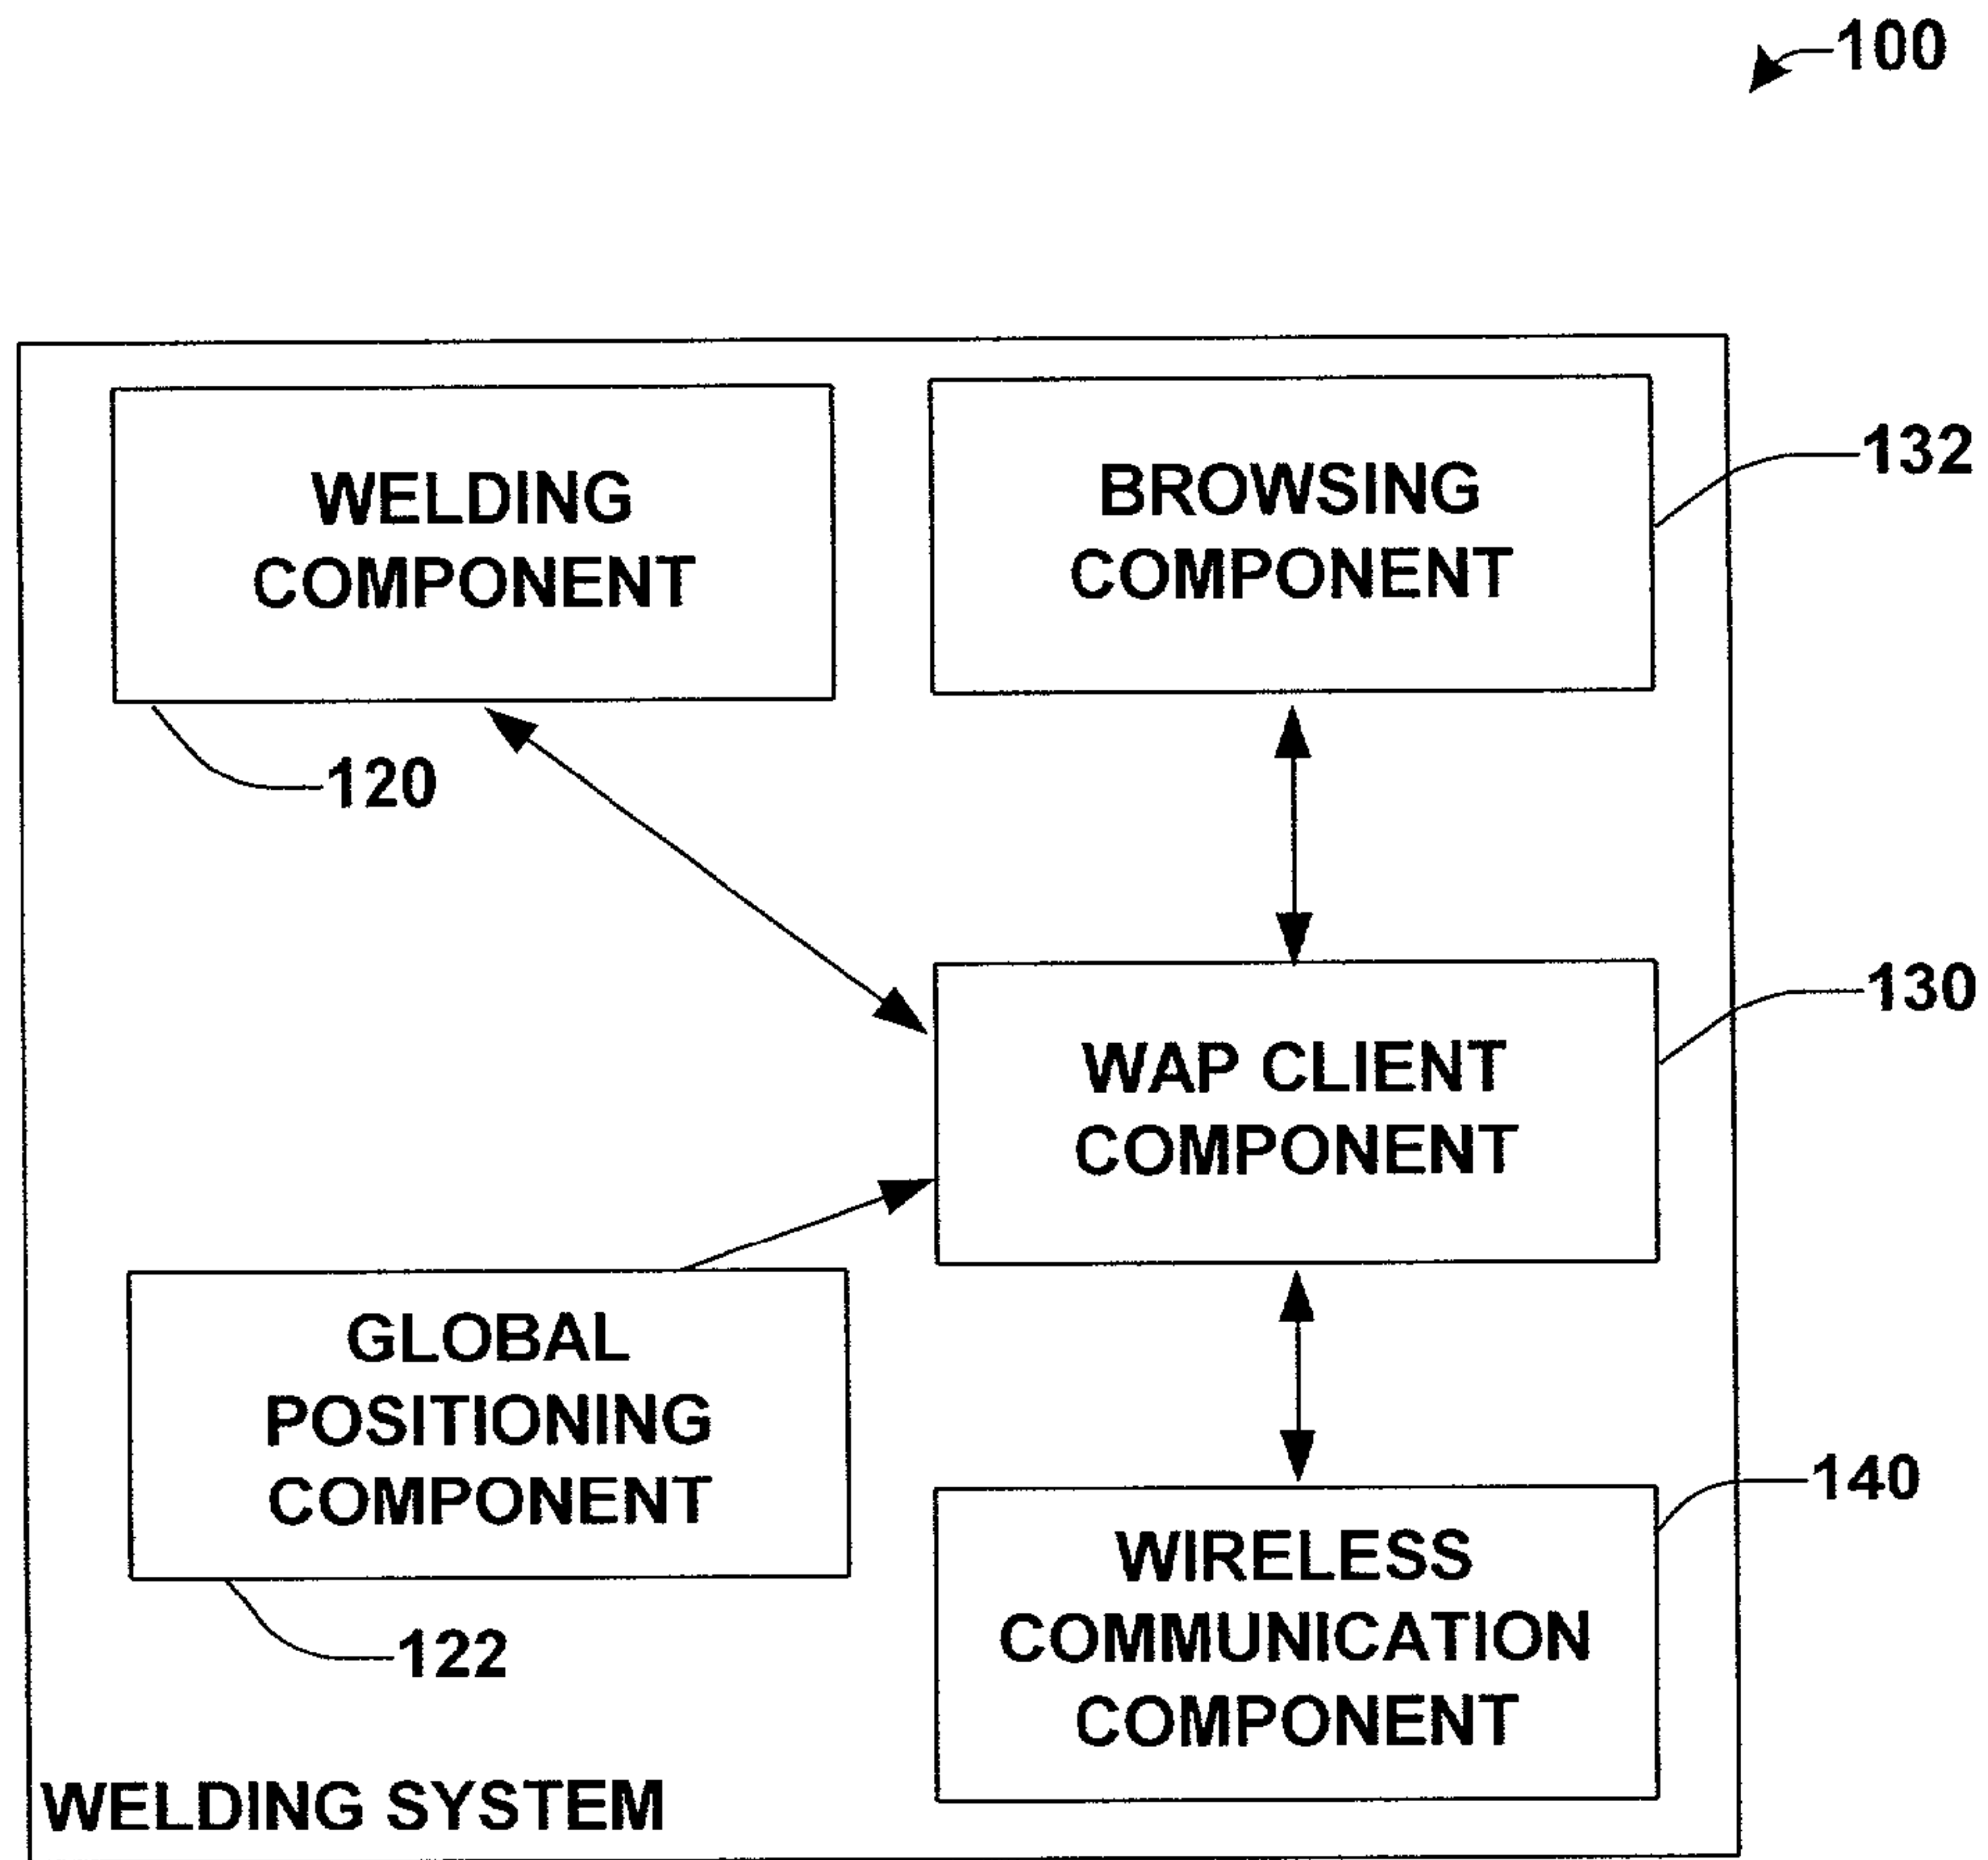 100
WELDING
COMPONENT
120
BROWSING
COMPONENT
132
WAP CLIENT
COMPONENT
130
GLOBAL
POSITIONING
COMPONENT
122
WIRELESS
COMMUNICATION
COMPONENT
140
WELDING SYSTEM